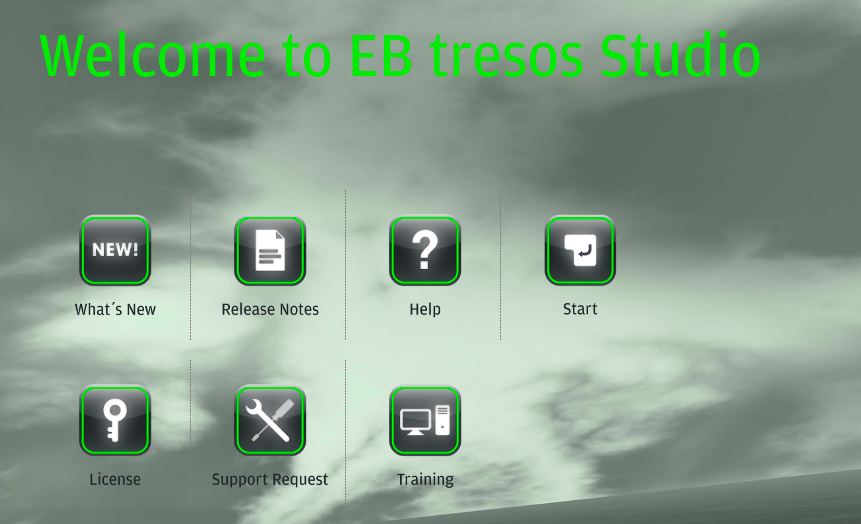 Welcome to EB tresos Studio
NEW!
What´s New
Release Notes
Help
Start
License
Support Request
Training